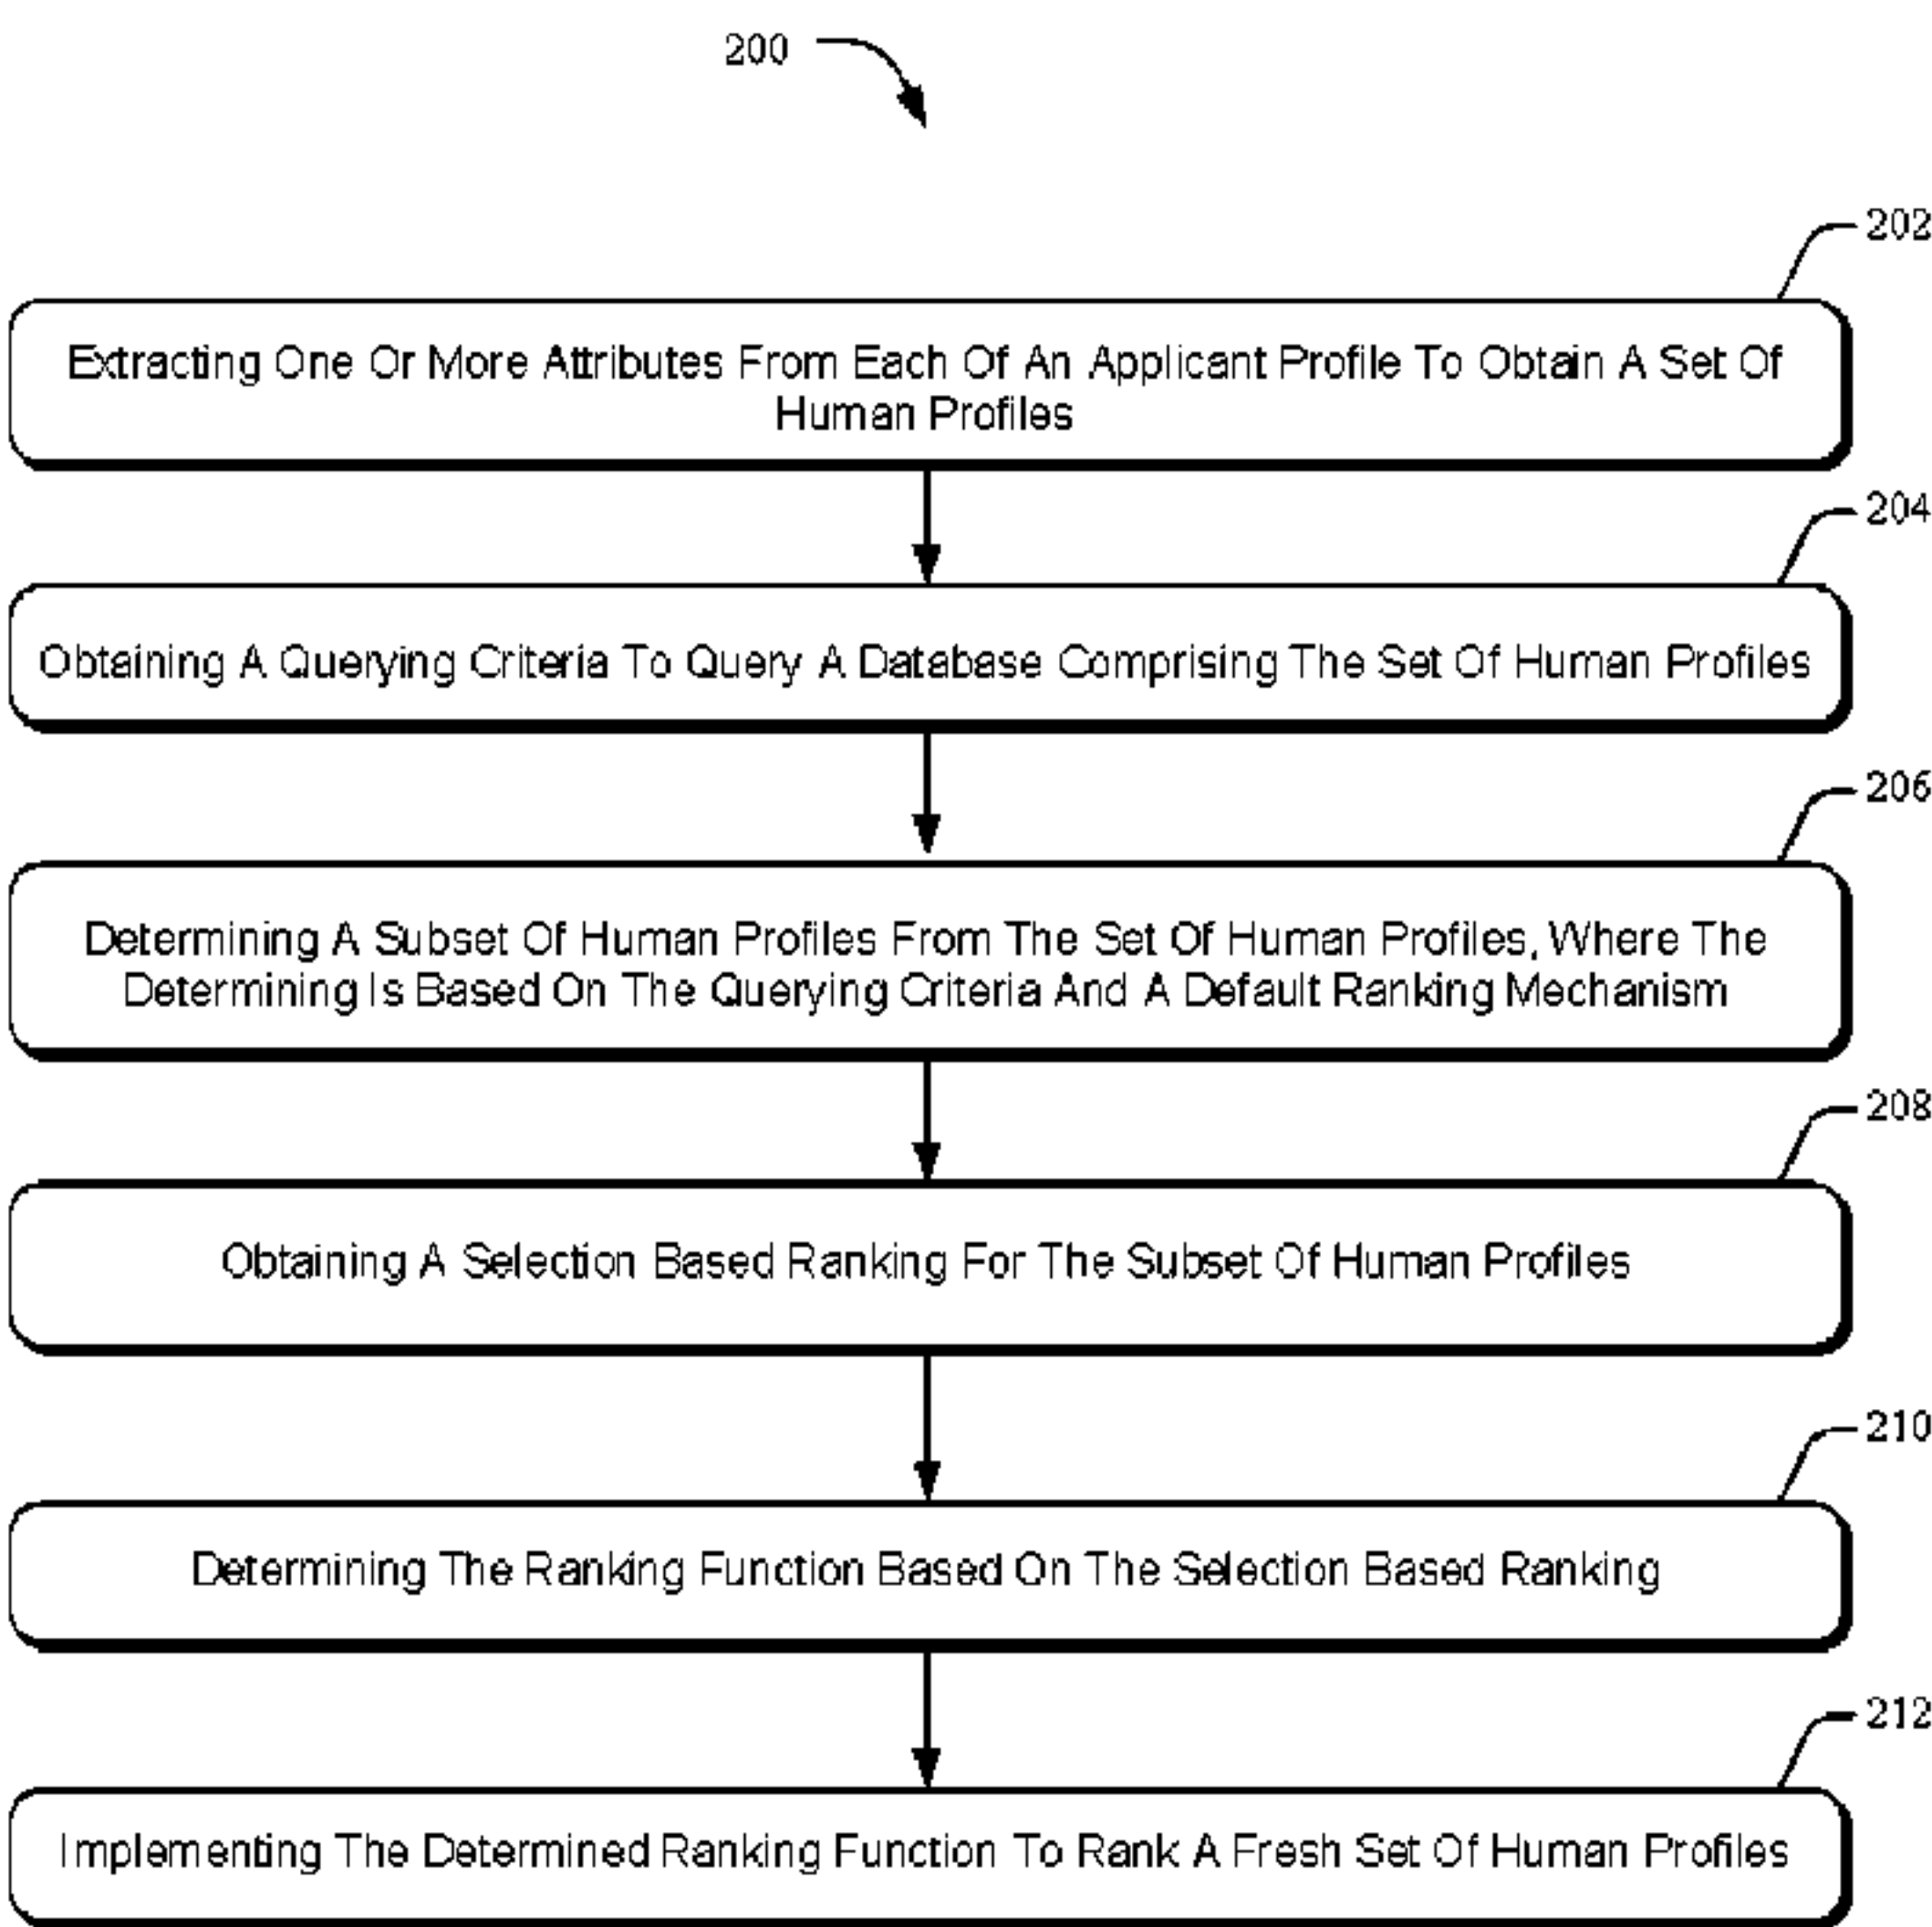 200
202
Extracting One Or More Attributes From Each Of An Applicant Profile To Obtain A Set Of
Human Profiles
204
Obtaining A Querying Criteria To Query A Database Comprising The Set Of Human Profiles
206
Determining A Subset Of Human Profiles From The Set Of Human Profiles, Where The
Determining Is Based On The Querying Criteria And A Default Ranking Mechanism
208
Obtaining A Selection Based Ranking For The Subset Of Human Profiles
210
Determining The Ranking Function Based On The Selection Based Ranking
212
Implementing The Determined Ranking Function To Rank A Fresh Set Of Human Profiles